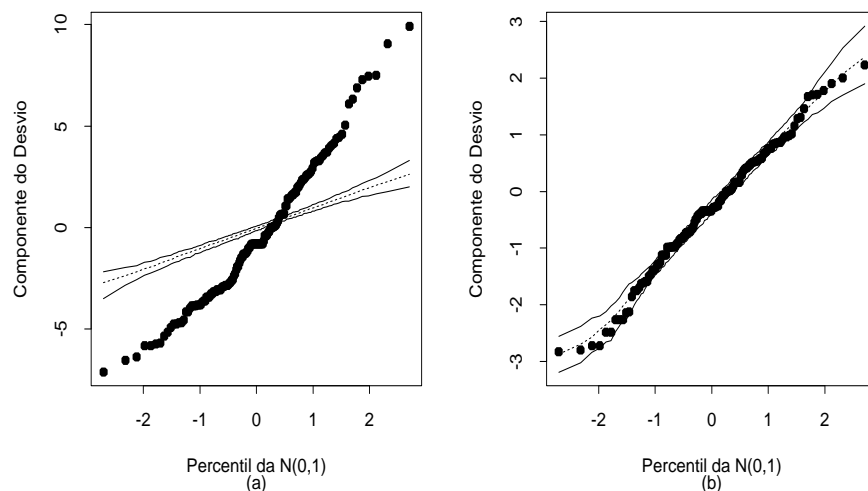 Componente do Desvio
10
5
0
-5
-2 -1 0 1 2
Percentil da N(0,1)
(a)
Componente do Desvio
3
2
1
0
-1
-2
-3
-2 -1 0 1 2
Percentil da N(0,1)
(b)